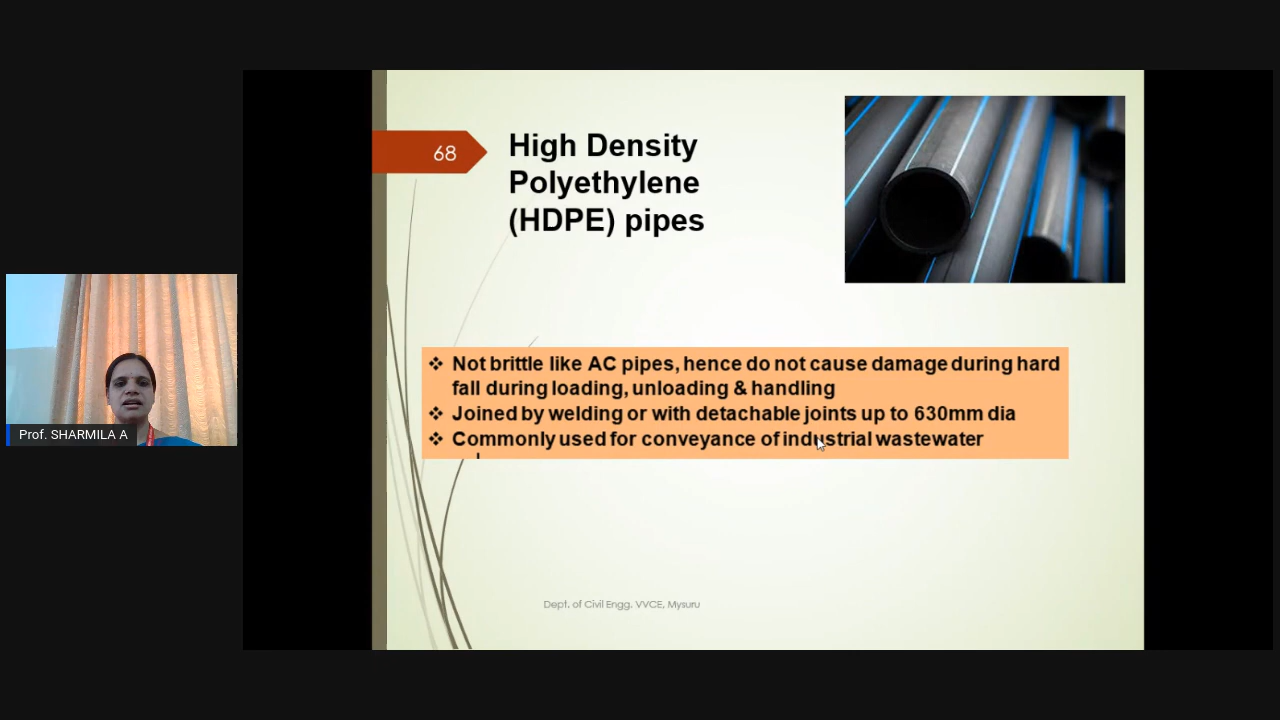 68
High Density
Polyethylene
(HDPE) pipes
❖ Not brittle like AC pipes, hence do not cause damage during hard
fall during loading, unloading & handling
❖ Joined by welding or with detachable joints up to 630mm dia
❖ Commonly used for conveyance of industrial wastewater
Prof. SHARMILA A
Dept. of Civil Engg. VVCE, Mysuru